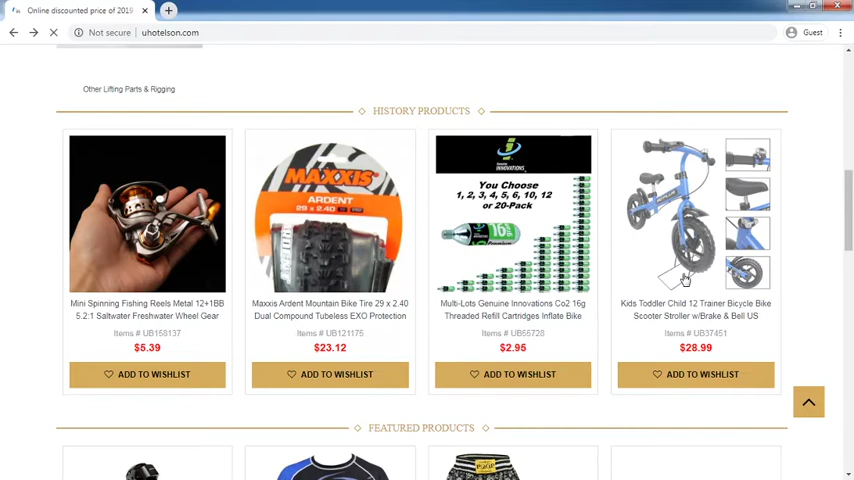 Online discounted price of 2019
Not secure
uhotelson.com
Guest
Other Lifting Parts & Rigging
HISTORY PRODUCTS
MAXXIS
ARDENT
29 x 2.40
INNOVATIONS
You Choose
1, 2, 3, 4, 5, 6, 10, 12
or 20-Pack
16g
Mini Spinning Fishing Reels Metal 12+1BB
5.2:1 Saltwater Freshwater Wheel Gear
Items # UB158137
$5.39
ADD TO WISHLIST
Maxxis Ardent Mountain Bike Tire 29 x 2.40
Dual Compound Tubeless EXO Protection
Items # UB121175
$23.12
ADD TO WISHLIST
Multi-Lots Genuine Innovations Co2 16g
Threaded Refill Cartridges Inflate Bike
Items # UB55728
$2.95
ADD TO WISHLIST
Kids Toddler Child 12 Trainer Bicycle Bike
Scooter Stroller w/Brake & Bell US
Items # UB37451
$28.99
ADD TO WISHLIST
FEATURED PRODUCTS